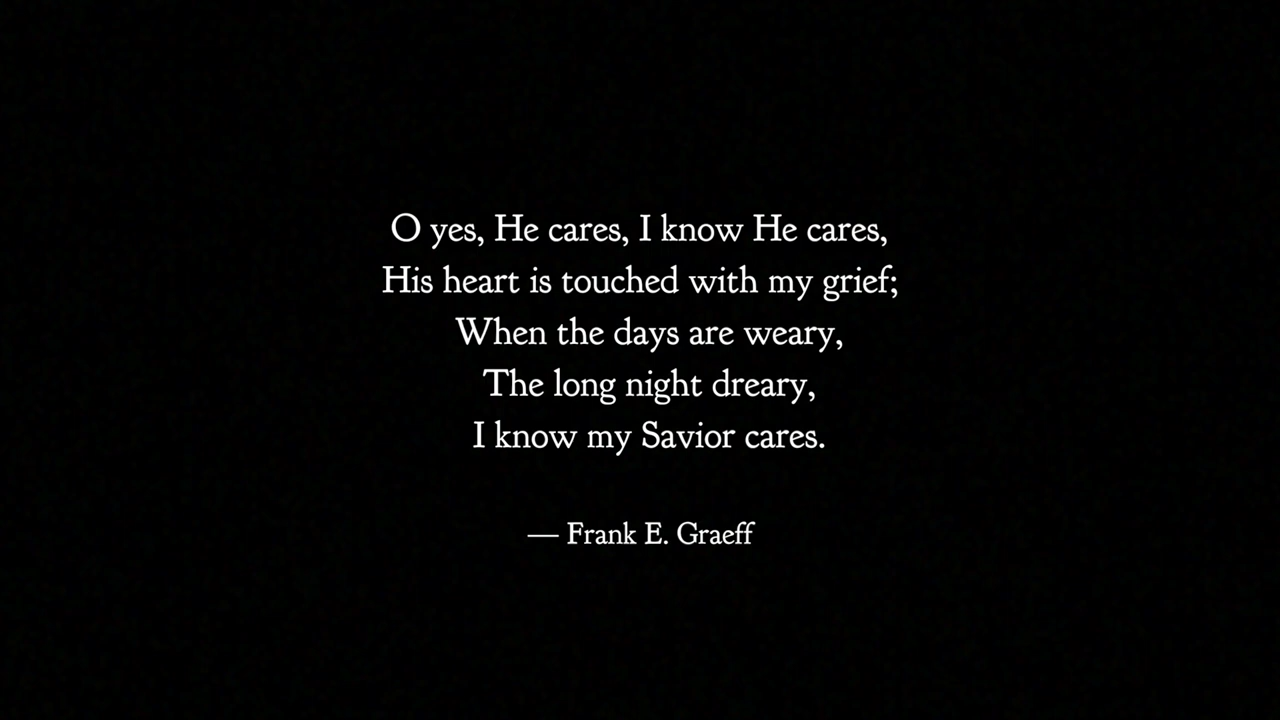 O yes, He cares, I know He cares,
His heart is touched with my grief;
When the days are weary,
The long night dreary,
I know my Savior cares.
— Frank E. Graeff